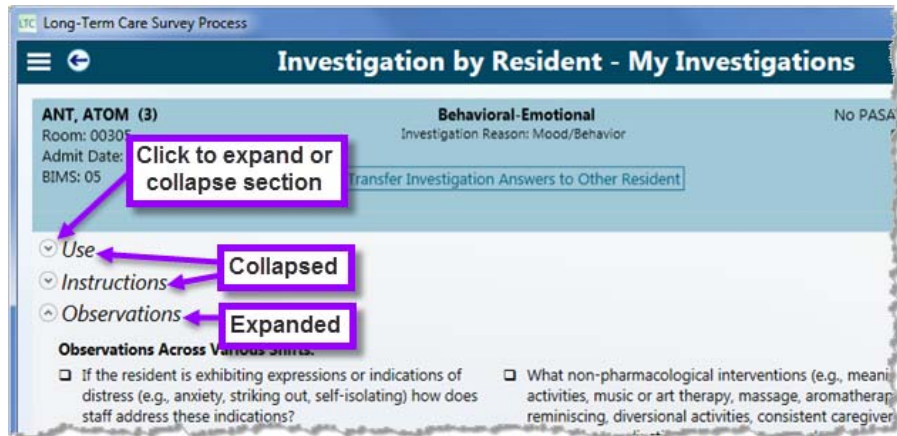 LTC Long-Term Care Survey Process
Investigation by Resident - My Investigations
ANT, ATOM (3)
Room: 00305
Admit Date:
BIMS: 05
Behavioral-Emotional
Investigation Reason: Mood/Behavior
Transfer Investigation Answers to Other Resident
No PASA
Click to expand or
collapse section
Use
Collapsed
Instructions
Observations
Expanded
Observations Across Various Shifts:
If the resident is exhibiting expressions or indications of
distress (e.g., anxiety, striking out, self-isolating) how does
staff address these indications?
What non-pharmacological interventions (e.g., meani
activities, music or art therapy, massage, aromatherap
reminiscing, diversional activities, consistent caregiver